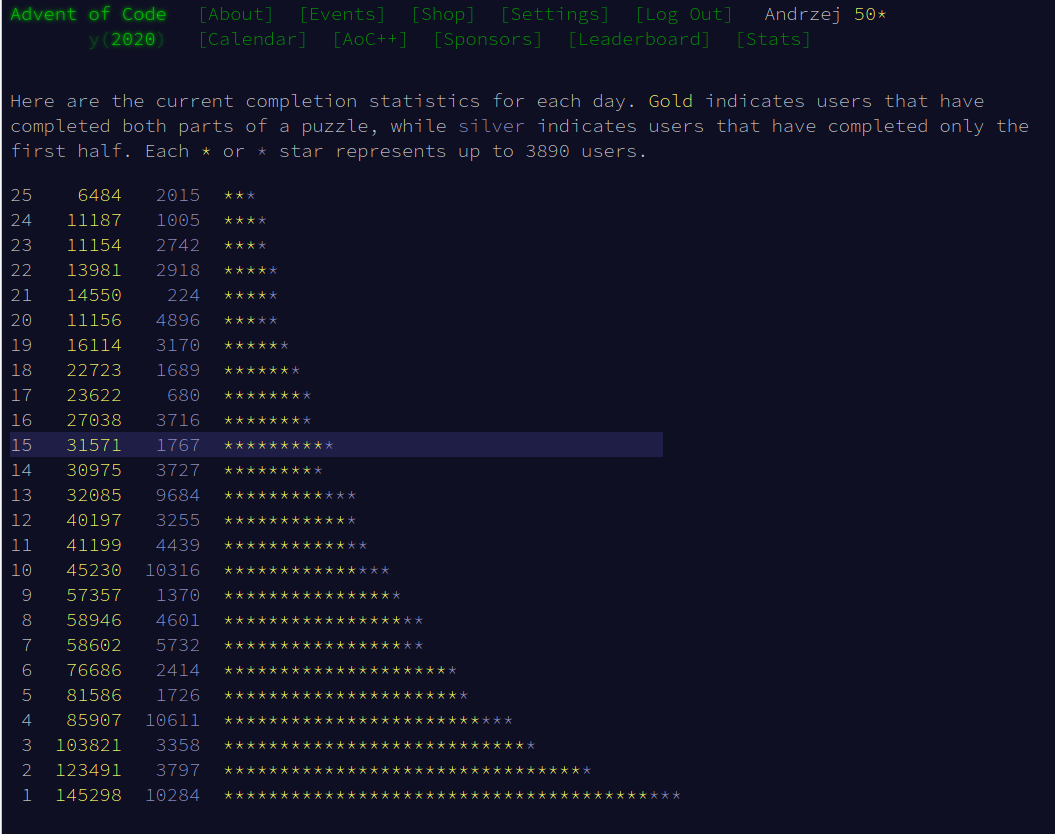 Advent of Code [About] [Events] [Shop] [Settings] [Log Out] Andrzej 50*
y(2020) [Calendar] [AoC++] [Sponsors] [Leaderboard] [Stats]
Here are the current completion statistics for each day. Gold indicates users that have
completed both parts of a puzzle, while silver indicates users that have completed only the
first half. Each * or * star represents up to 3890 users.
25 6484 2015 ***
24 11187 1005 ****
23 11154 2742 ****
22 13981 2918 *****
21 14550 224 *****
20 11156 4896 *****
19 16114 3170 ******
18 22723 1689 *******
17 23622 680 ********
16 27038 3716 ********
15 31571 1767 **********
14 30975 3727 *********
13 32085 9684 ************
12 40197 3255 ************
11 41199 4439 *************
10 45230 10316 ***************
9 57357 1370 ****************
8 58946 4601 ******************
7 58602 5732 ******************
6 76686 2414 *********************
5 81586 1726 **********************
4 85907 10611 **************************
3 103821 3358 ****************************
2 123491 3797 *********************************
1 145298 10284 *****************************************